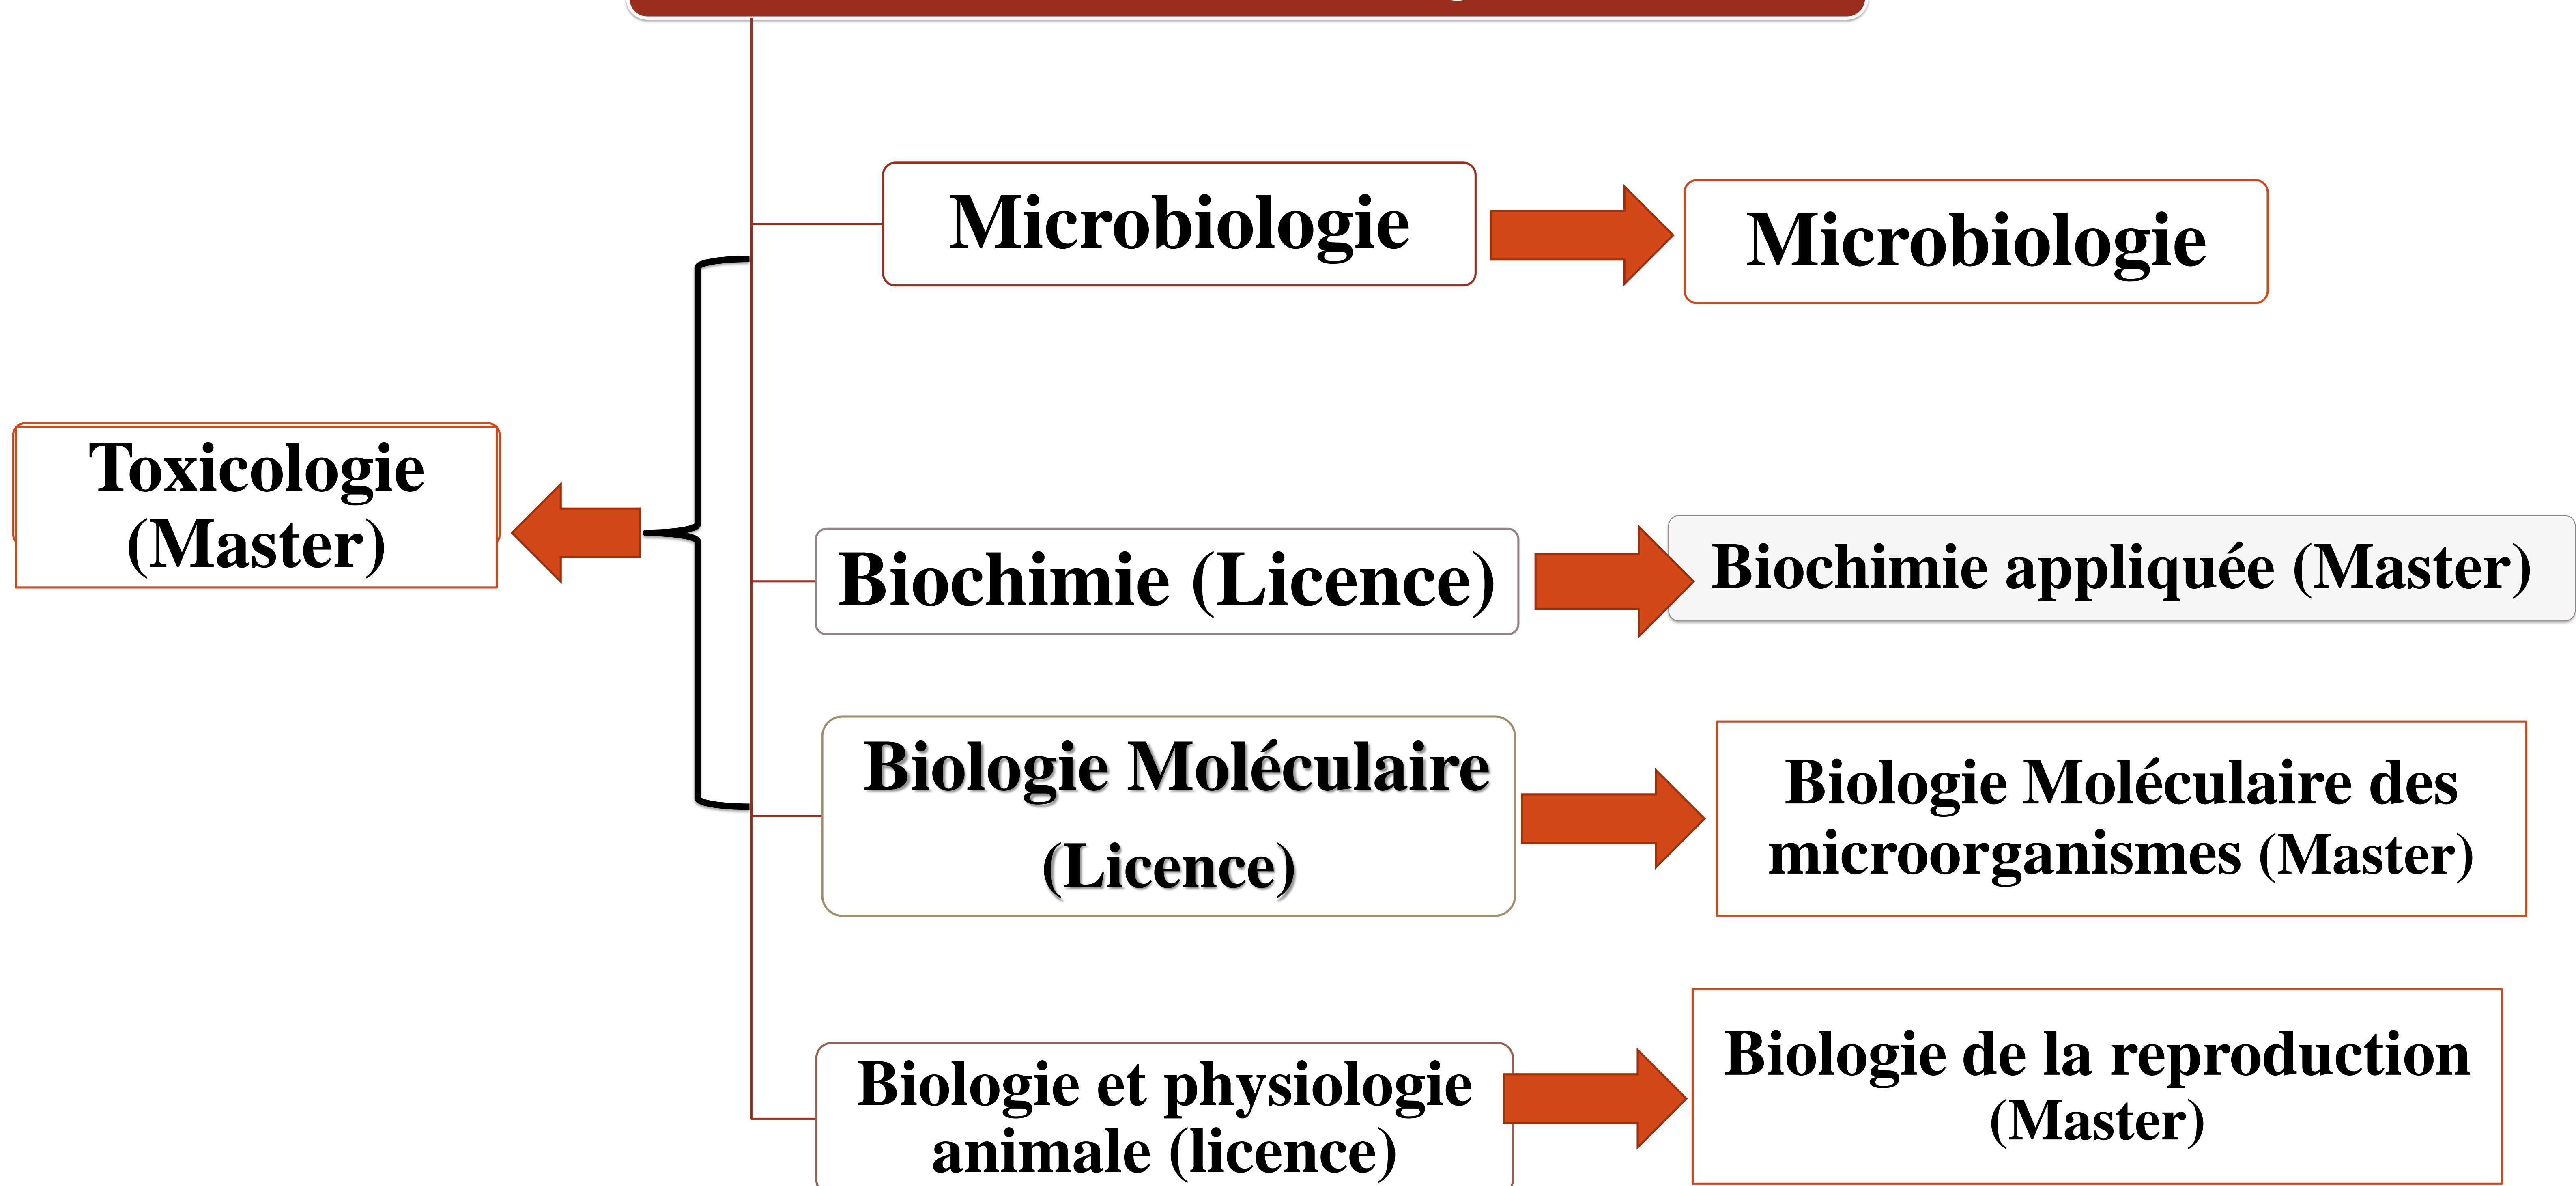 Microbiologie
Microbiologie
Toxicologie
(Master)
Biochimie (Licence)
Biochimie appliquée (Master)
Biologie Moléculaire
(Licence)
Biologie Moléculaire des
microorganismes (Master)
Biologie et physiologie
animale (licence)
Biologie de la reproduction
(Master)